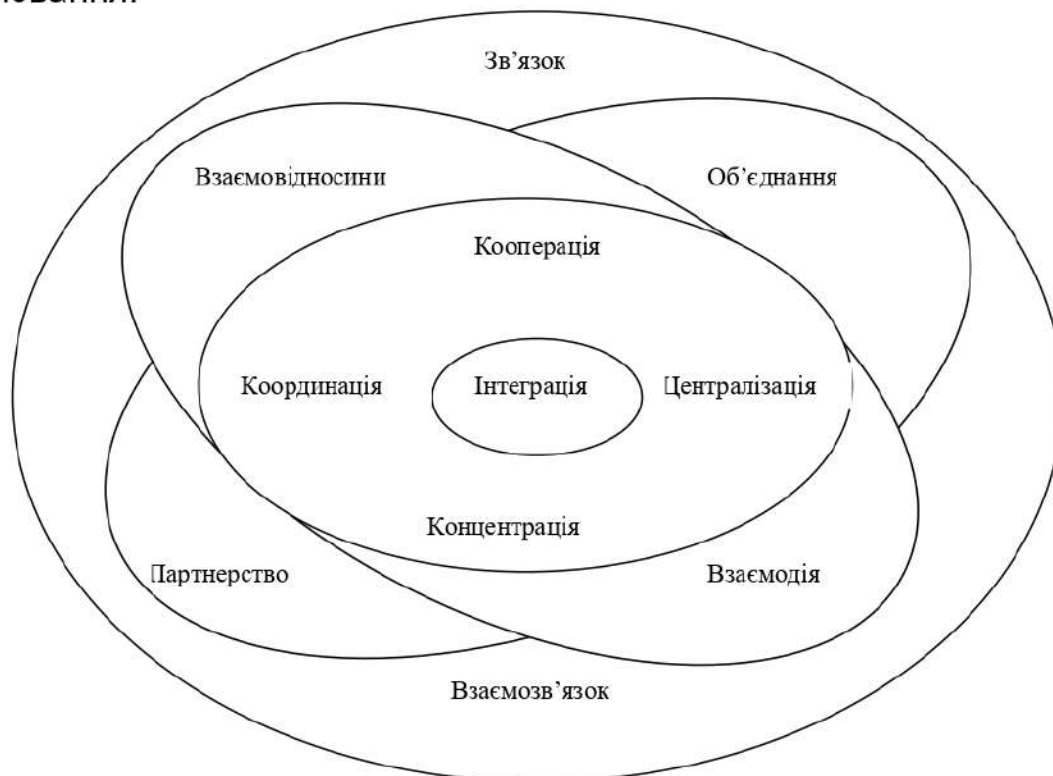 Зв’язок
Взаємовідносини
Об’єднання
Кооперація
Координація
Інтеграція
Централізація
Концентрація
Партнерство
Взаємодія
Взаємозв’язок